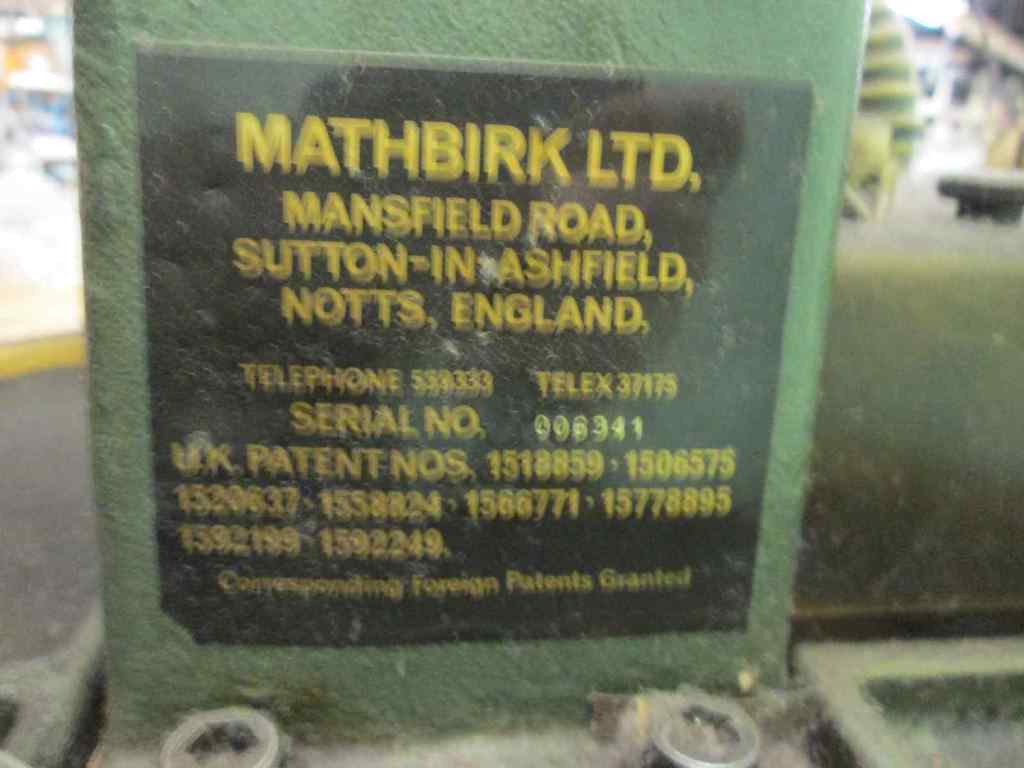 MATHBIRK LTD,
MANSFIELD ROAD,
SUTTON-IN-ASHFIELD,
NOTTS. ENGLAND,
TELEPHONE 559333 TELEX 37175
SERIAL NO. 006341
U.K. PATENT NOS. 1518859 · 1506575
1520637 · 1558824 · 1566771 · 15778895
1592199 · 1592249.
Corresponding Foreign Patents Granted